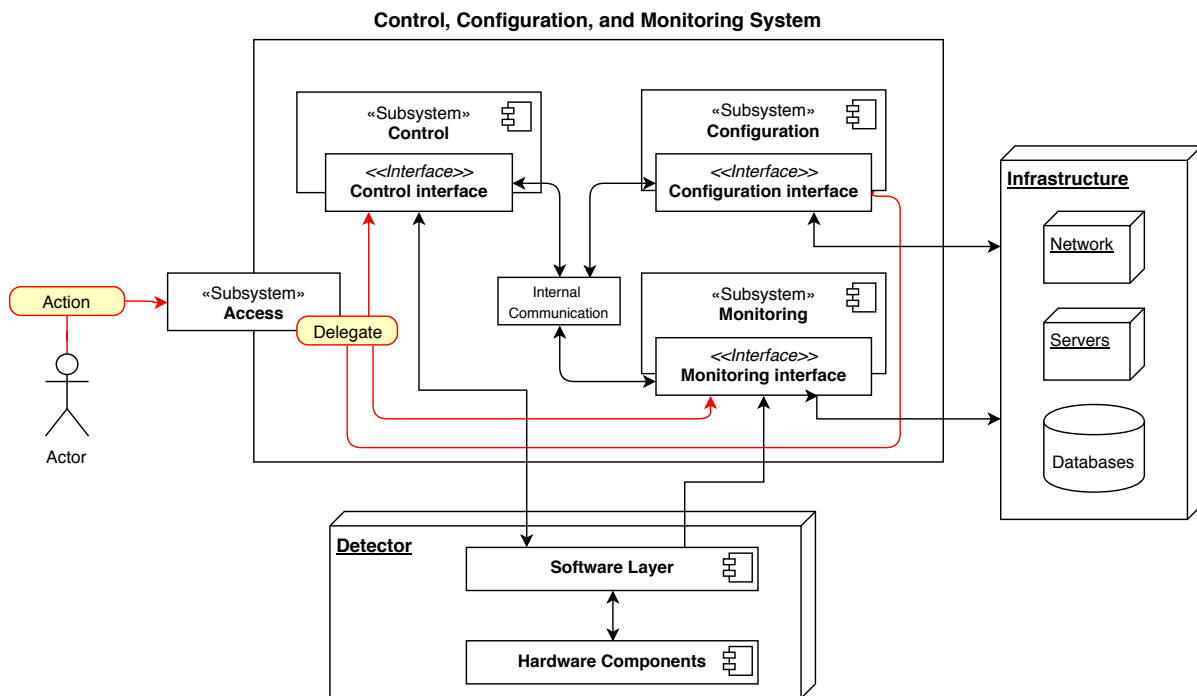 Control, Configuration, and Monitoring System
«Subsystem»
Control
<<Interface>>
Control interface
«Subsystem»
Configuration
<<Interface>>
Configuration interface
Infrastructure
Network
Servers
Databases
Action
«Subsystem»
Access
Delegate
Internal
Communication
«Subsystem»
Monitoring
<<Interface>>
Monitoring interface
Actor
Detector
Software Layer
Hardware Components